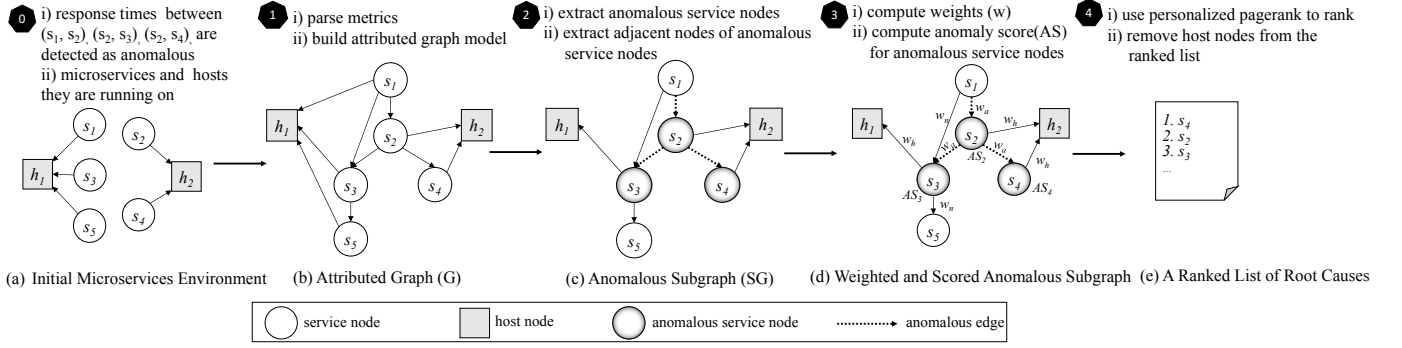 0
i) response times between
(s1, s2), (s2, s3), (s2, s4), are
detected as anomalous
ii) microservices and hosts
they are running on
s1
s2
h1
s3
h2
s4
s5
(a) Initial Microservices Environment
1
i) parse metrics
ii) build attributed graph model
s1
h1
s2
h2
s3
s4
s5
(b) Attributed Graph (G)
2
i) extract anomalous service nodes
ii) extract adjacent nodes of anomalous
service nodes
s1
h1
s2
h2
s3
s4
s5
(c) Anomalous Subgraph (SG)
3
i) compute weights (w)
ii) compute anomaly score(AS)
for anomalous service nodes
s1
wn
wa
h1
wh
s2
wh
h2
wa
AS2
wa
wh
s3
s4
AS3
AS4
wn
s5
(d) Weighted and Scored Anomalous Subgraph
4
i) use personalized pagerank to rank
ii) remove host nodes from the
ranked list
1. s4
2. s2
3. s3
...
(e) A Ranked List of Root Causes
service node
host node
anomalous service node
anomalous edge